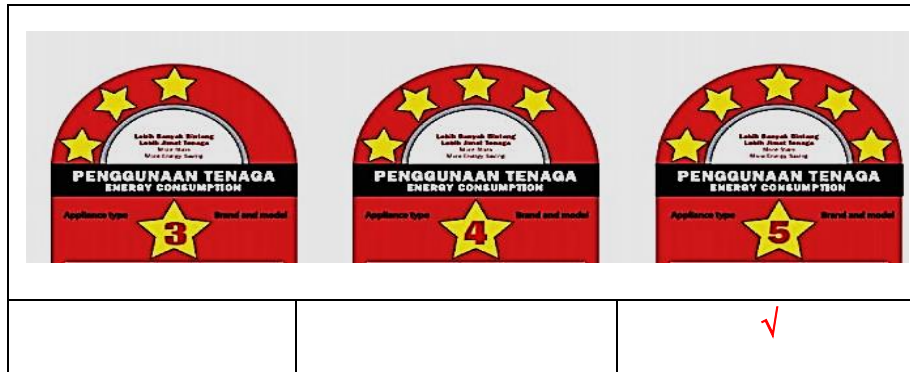 Lebih Banyak Bintang
Lebih Jimat Tenaga
More Stars
More Energy Saving
PENGGUNAAN TENAGA
ENERGY CONSUMPTION
Appliance type
Brand and model
3
Lebih Banyak Bintang
Lebih Jimat Tenaga
More Stars
More Energy Saving
PENGGUNAAN TENAGA
ENERGY CONSUMPTION
Appliance type
Brand and model
4
Lebih Banyak Bintang
Lebih Jimat Tenaga
More Stars
More Energy Saving
PENGGUNAAN TENAGA
ENERGY CONSUMPTION
Appliance type
Brand and model
5
√